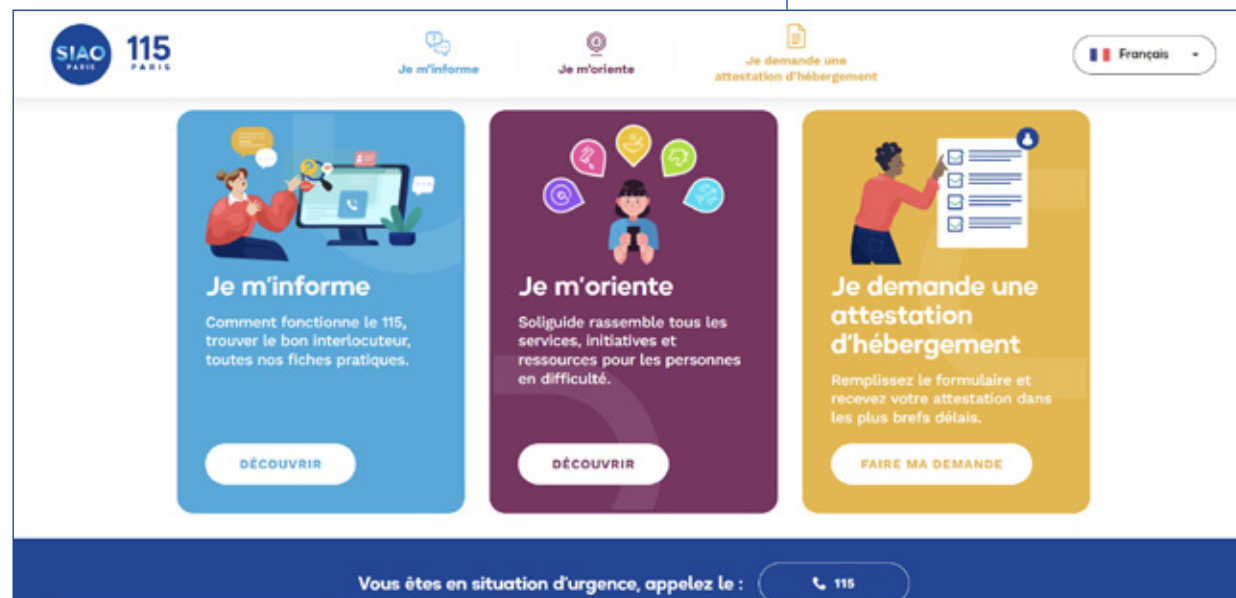 SIAO
PARIS
115
PARIS
Je m'informe
Je m'oriente
Je demande une
attestation d'hébergement
Français
Je m'informe
Comment fonctionne le 115,
trouver le bon interlocuteur,
toutes nos fiches pratiques.
DÉCOUVRIR
Je m'oriente
Soliguide rassemble tous les
services, initiatives et
ressources pour les personnes
en difficulté.
DÉCOUVRIR
Je demande une
attestation
d'hébergement
Remplissez le formulaire et
recevez votre attestation dans
les plus brefs délais.
FAIRE MA DEMANDE
Vous êtes en situation d'urgence, appelez le :
115